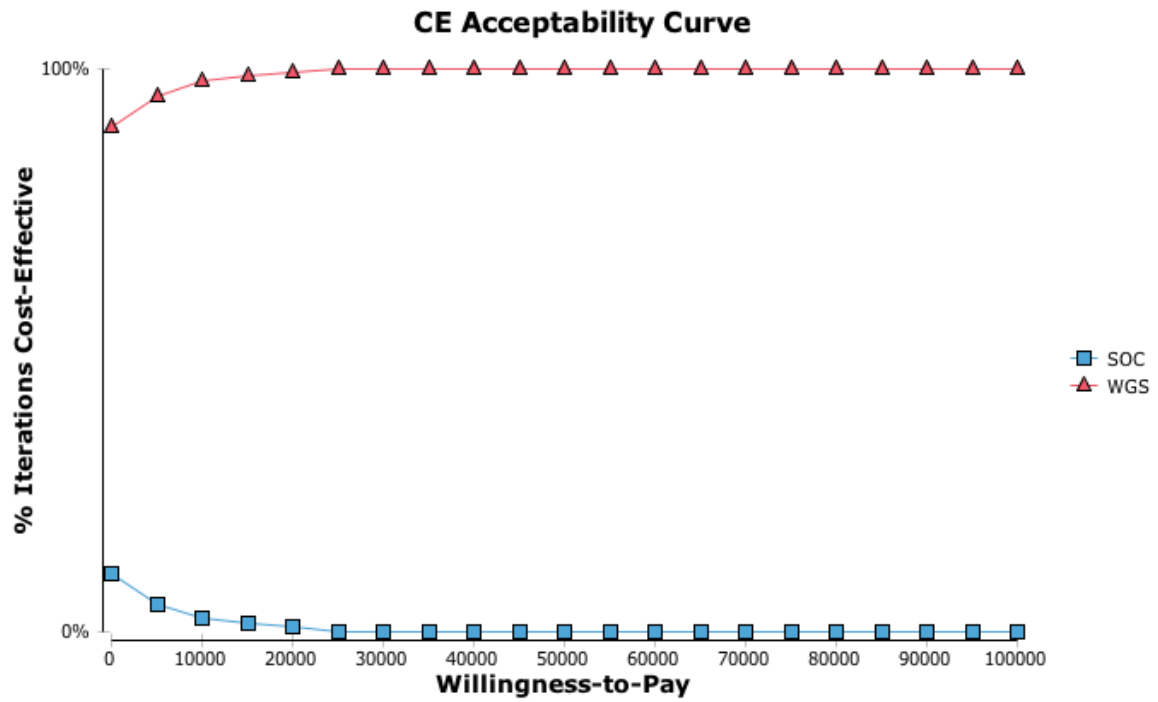 CE Acceptability Curve
100%
% Iterations Cost-Effective
0%
0 10000 20000 30000 40000 50000 60000 70000 80000 90000 100000
Willingness-to-Pay
SOC
WGS